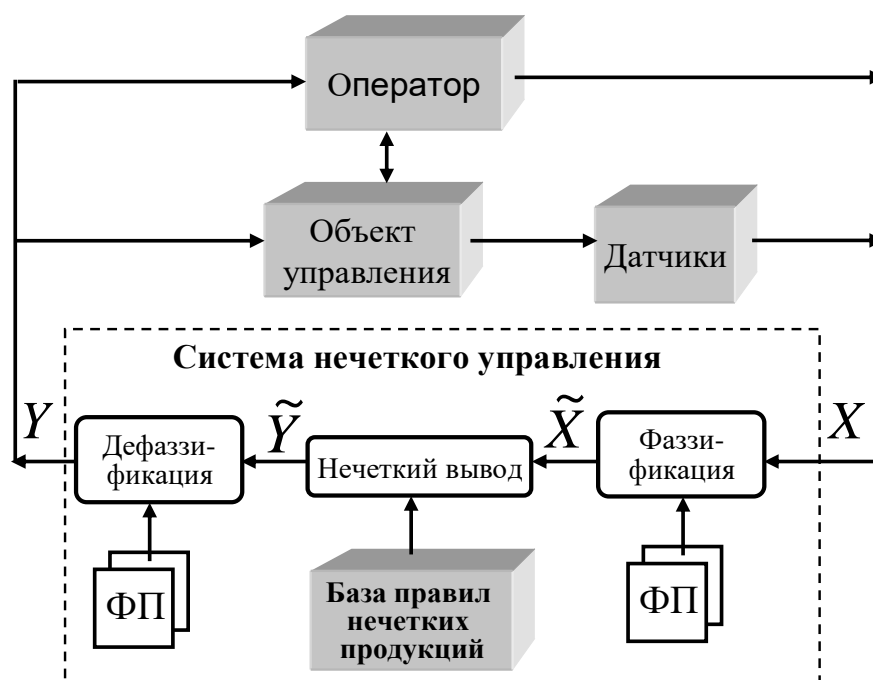 Оператор
Объект
управления
Датчики
Система нечеткого управления
Y
Дефаззи-
фикация
Ỹ
Нечеткий вывод
X̃
Фаззи-
фикация
X
ФП
База правил
нечетких
продукций
ФП